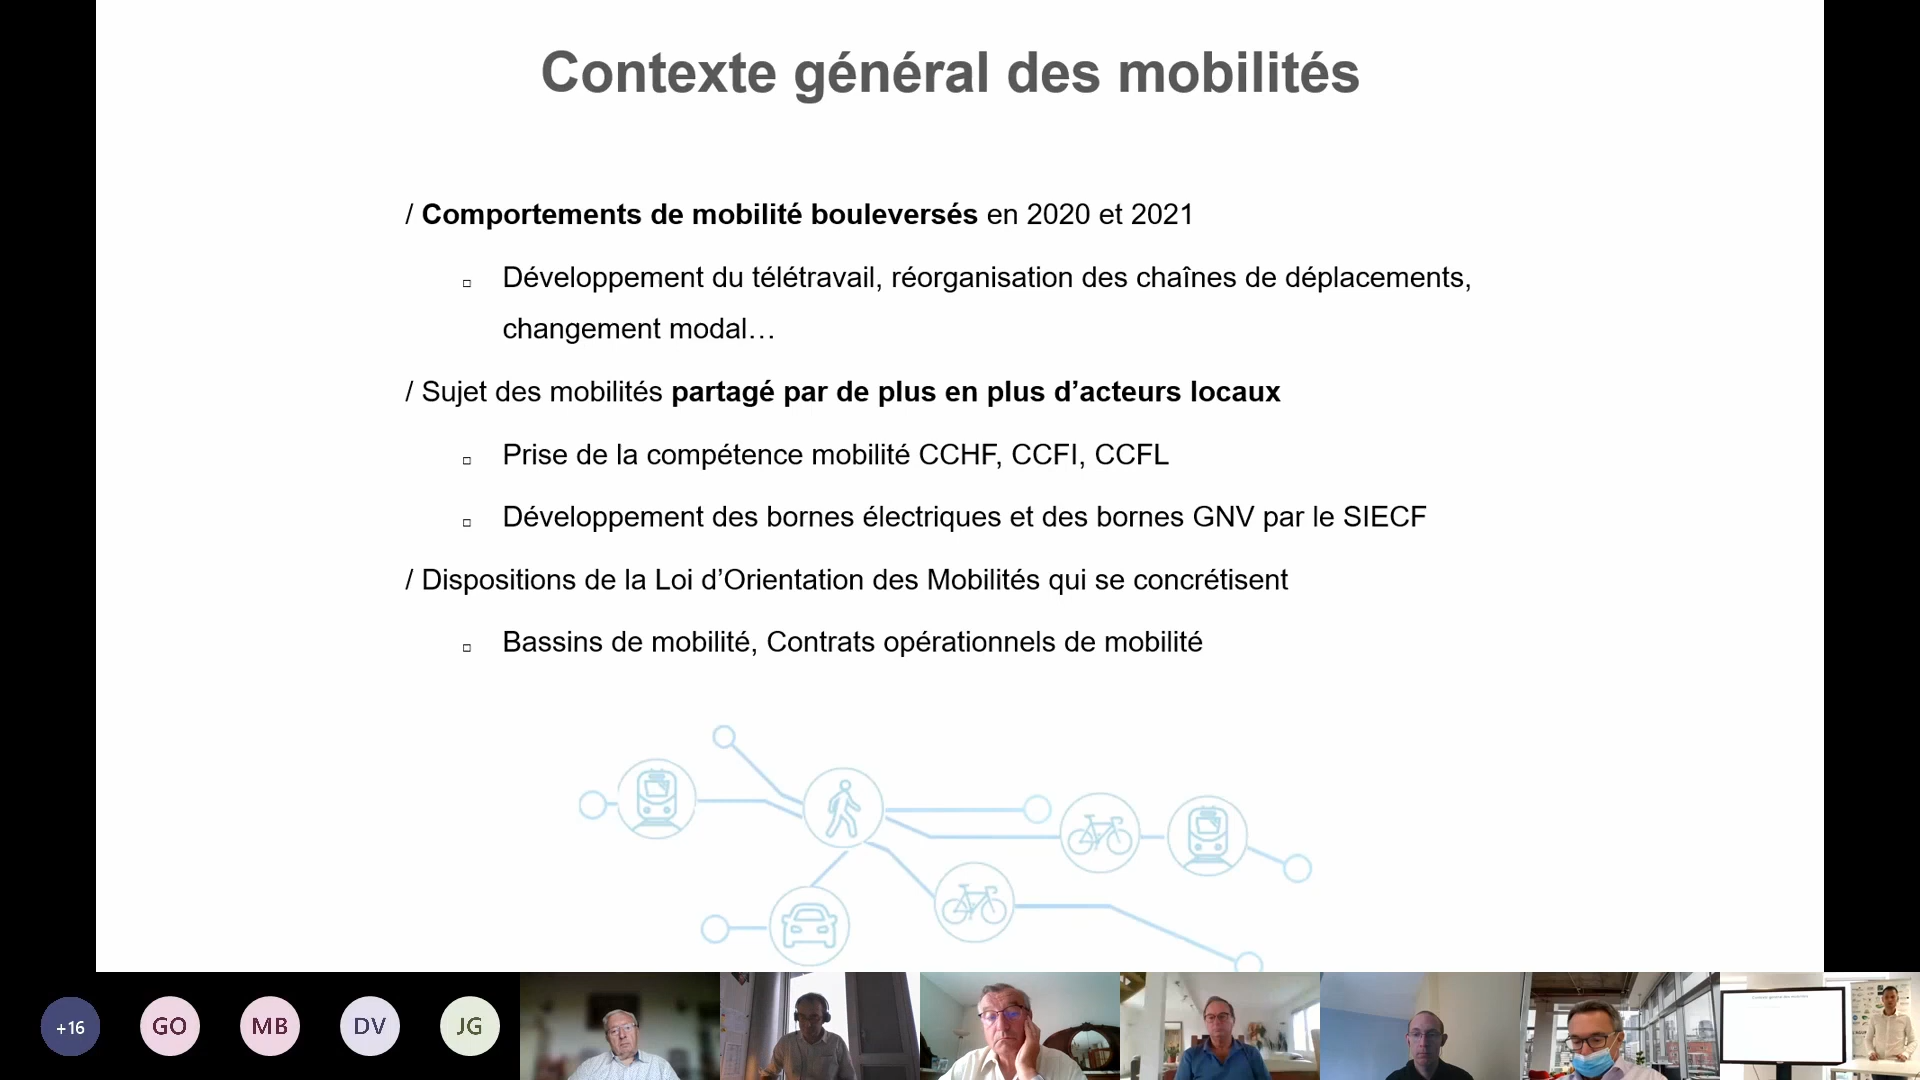 Contexte général des mobilités
/ Comportements de mobilité bouleversés en 2020 et 2021
Développement du télétravail, réorganisation des chaînes de déplacements,
changement modal…
/ Sujet des mobilités partagé par de plus en plus d’acteurs locaux
Prise de la compétence mobilité CCHF, CCFI, CCFL
Développement des bornes électriques et des bornes GNV par le SIECF
/ Dispositions de la Loi d’Orientation des Mobilités qui se concrétisent
Bassins de mobilité, Contrats opérationnels de mobilité
+16 GO MB DV JG